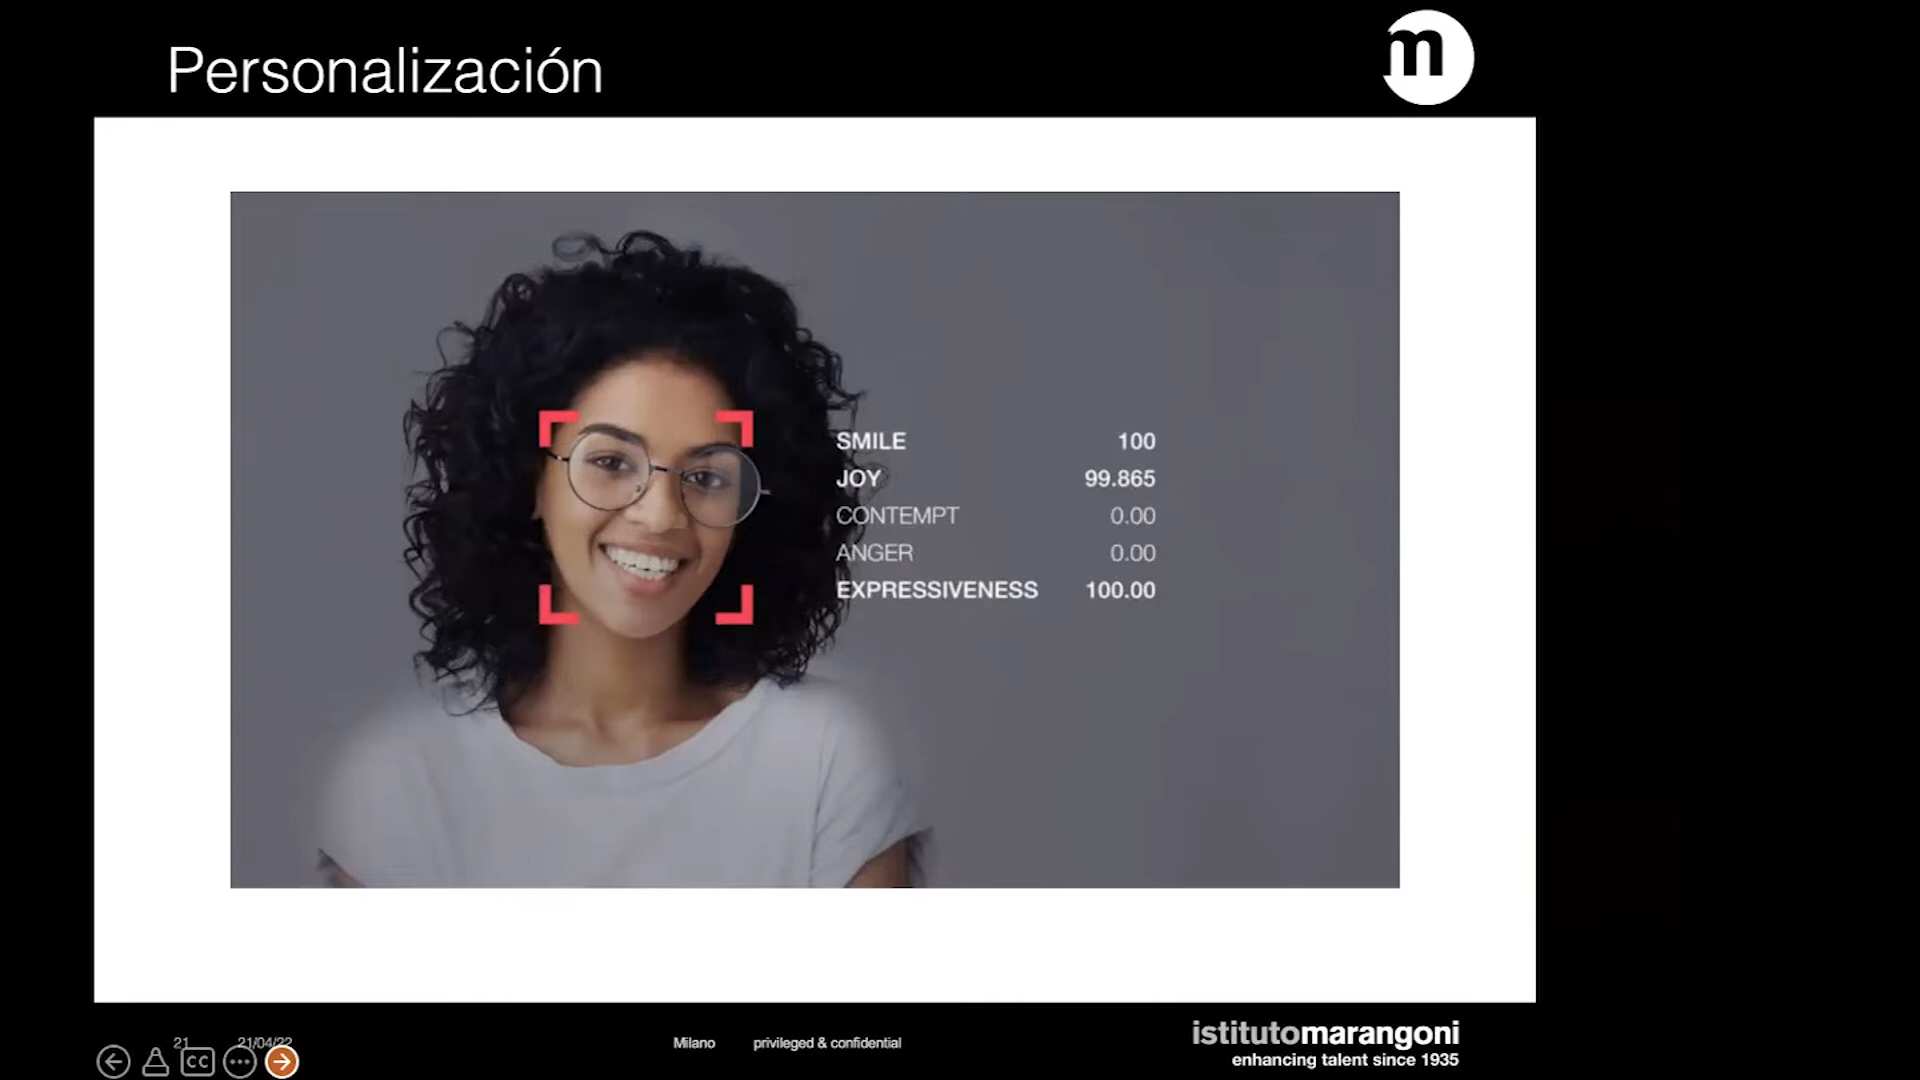 Personalización
m
SMILE 100
JOY 99.865
CONTEMPT 0.00
ANGER 0.00
EXPRESSIVENESS 100.00
21 21/04/22 Milano privileged & confidential
istitutomarangoni
enhancing talent since 1935
CC